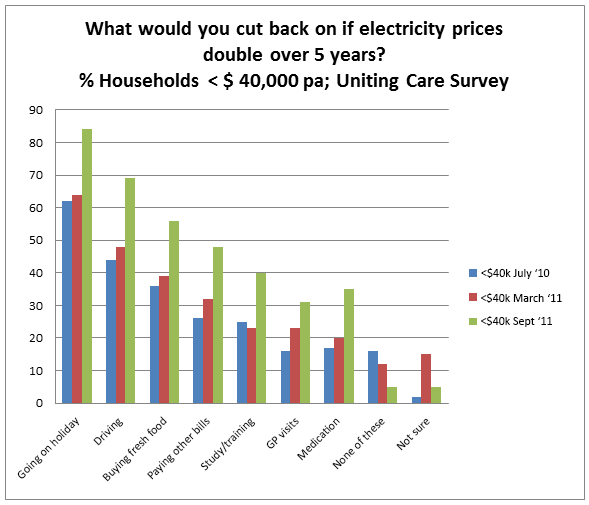 What would you cut back on if electricity prices
double over 5 years?
% Households < $ 40,000 pa; Uniting Care Survey
90
80
70
60
50
40
30
20
10
0
Going on holiday
Driving
Buying fresh food
Paying other bills
Study/training
GP visits
Medication
None of these
Not sure
<$40k July '10
<$40k March '11
<$40k Sept '11